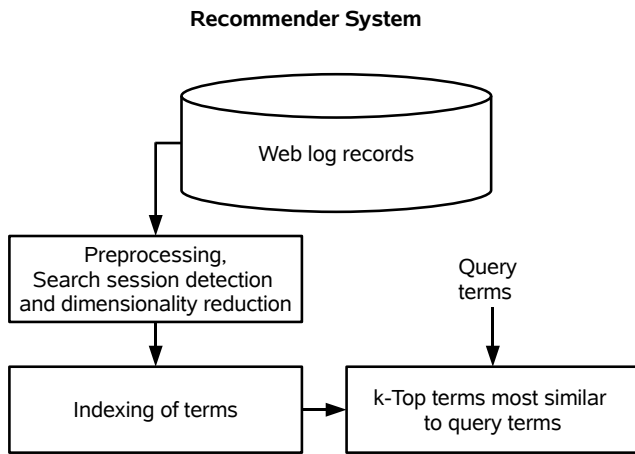 Recommender System
Web log records
Preprocessing,
Search session detection
and dimensionality reduction
Query
terms
Indexing of terms
k-Top terms most similar
to query terms